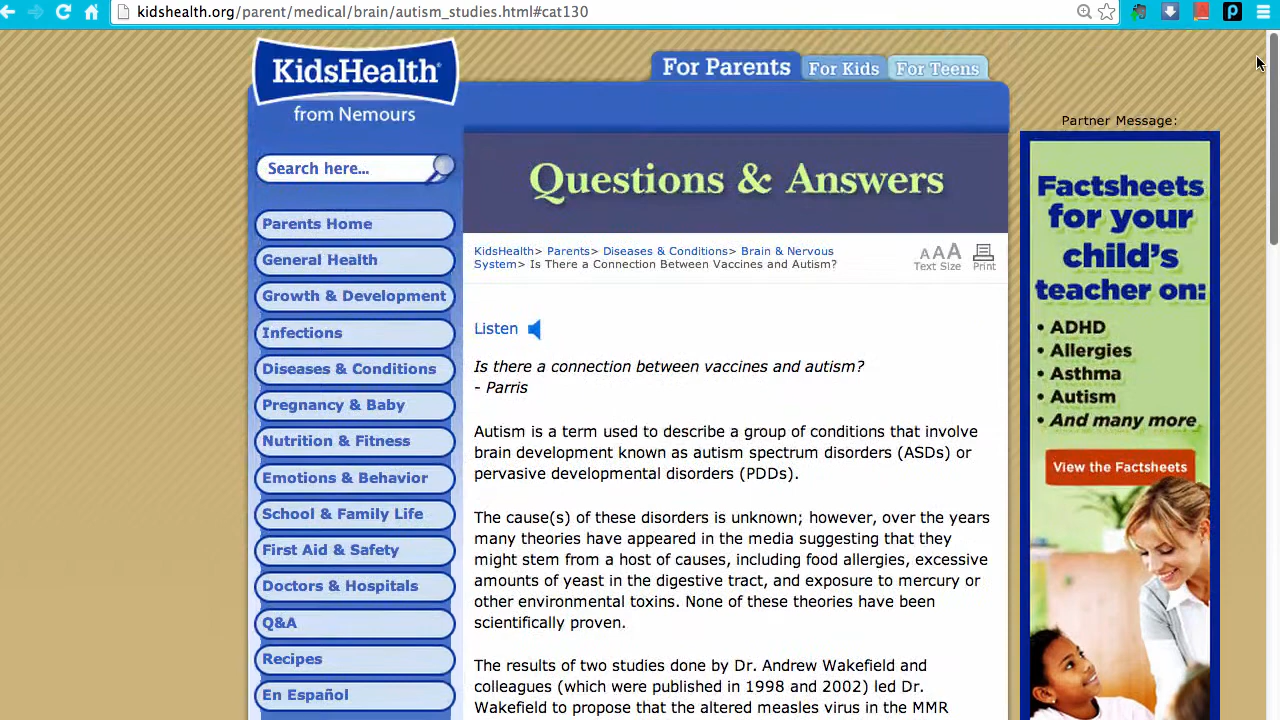 kidshealth.org/parent/medical/brain/autism_studies.html#cat130
KidsHealth®
from Nemours
For Parents
For Kids
For Teens
Search here...
Parents Home
General Health
Growth & Development
Infections
Diseases & Conditions
Pregnancy & Baby
Nutrition & Fitness
Emotions & Behavior
School & Family Life
First Aid & Safety
Doctors & Hospitals
Q&A
Recipes
En Español
Questions & Answers
KidsHealth> Parents> Diseases & Conditions> Brain & Nervous
System> Is There a Connection Between Vaccines and Autism?
A A A
Text Size
Print
Listen
Is there a connection between vaccines and autism?
- Parris
Autism is a term used to describe a group of conditions that involve
brain development known as autism spectrum disorders (ASDs) or
pervasive developmental disorders (PDDs).
The cause(s) of these disorders is unknown; however, over the years
many theories have appeared in the media suggesting that they
might stem from a host of causes, including food allergies, excessive
amounts of yeast in the digestive tract, and exposure to mercury or
other environmental toxins. None of these theories have been
scientifically proven.
The results of two studies done by Dr. Andrew Wakefield and
colleagues (which were published in 1998 and 2002) led Dr.
Wakefield to propose that the altered measles virus in the MMR
Partner Message:
Factsheets
for your
child's
teacher on:
• ADHD
• Allergies
• Asthma
• Autism
• And many more
View the Factsheets